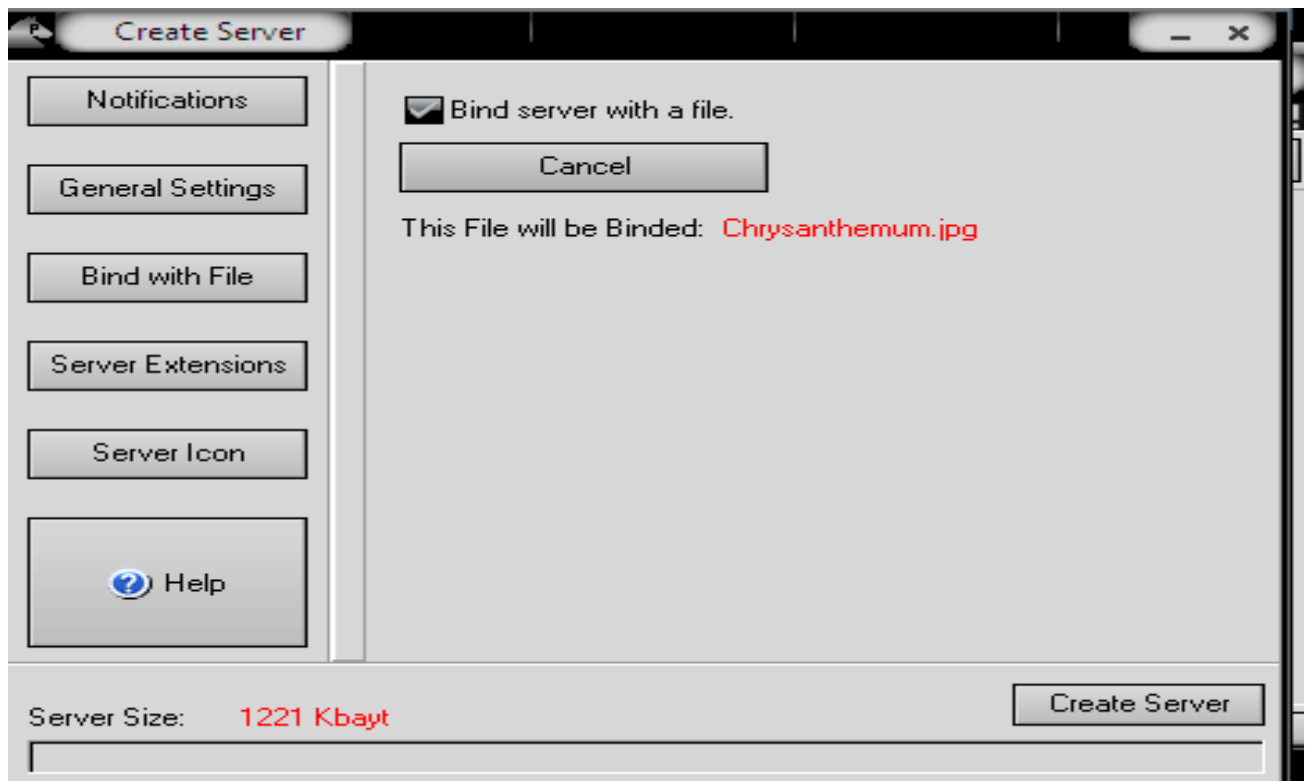 Create Server
Notifications
General Settings
Bind with File
Server Extensions
Server Icon
Help
Bind server with a file.
Cancel
This File will be Binded: Chrysanthemum.jpg
Server Size: 1221 Kbayt
Create Server